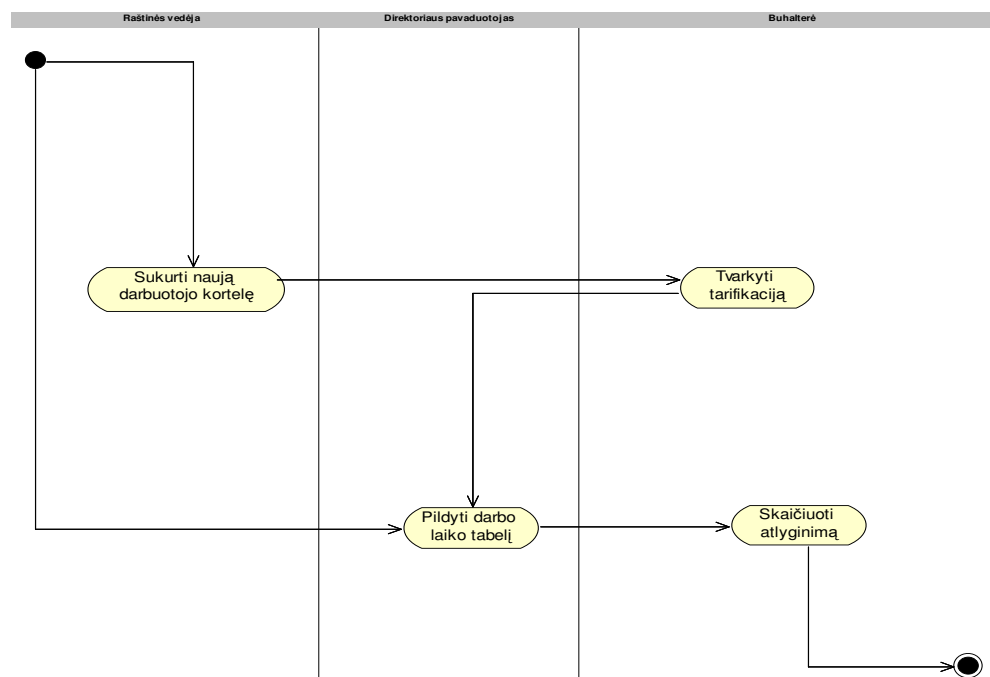 Raštinės vedėja
Direktoriaus pavaduotojas
Buhalterė
Sukurti naują
darbuotojo kortelę
Tvarkyti
tarifikaciją
Pildyti darbo
laiko tabelį
Skaičiuoti
atlyginimą